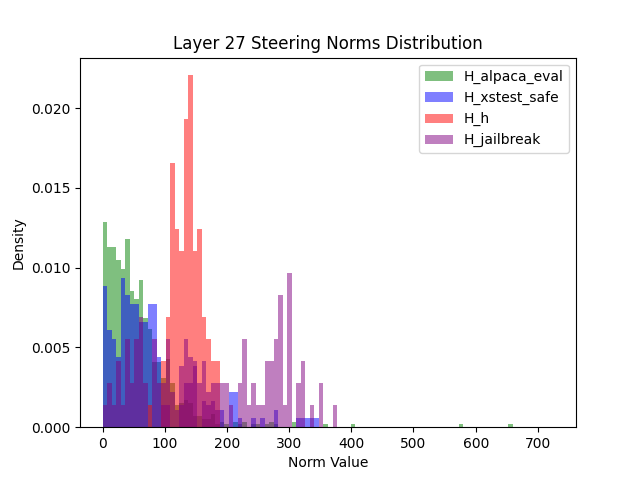 Layer 27 Steering Norms Distribution
H_alpaca_eval
H_xstest_safe
H_h
H_jailbreak
Density
0.020
0.015
0.010
0.005
0.000
0 100 200 300 400 500 600 700
Norm Value